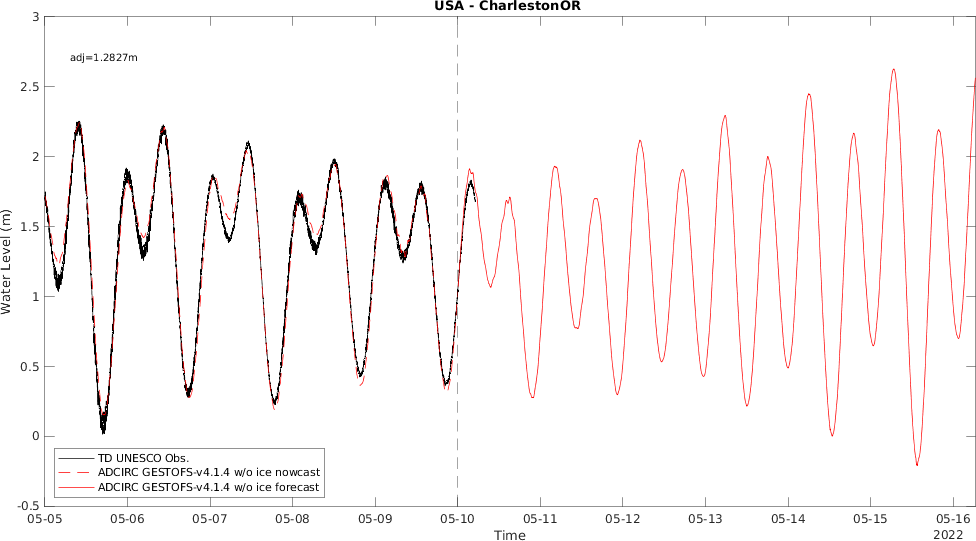 USA - CharlestonOR
adj=1.2827m
Water Level (m)
3
2.5
2
1.5
1
0.5
0
-0.5
TD UNESCO Obs.
ADCIRC GESTOFS-v4.1.4 w/o ice nowcast
ADCIRC GESTOFS-v4.1.4 w/o ice forecast
05-05 05-06 05-07 05-08 05-09 05-10 05-11 05-12 05-13 05-14 05-15 05-16
Time
2022